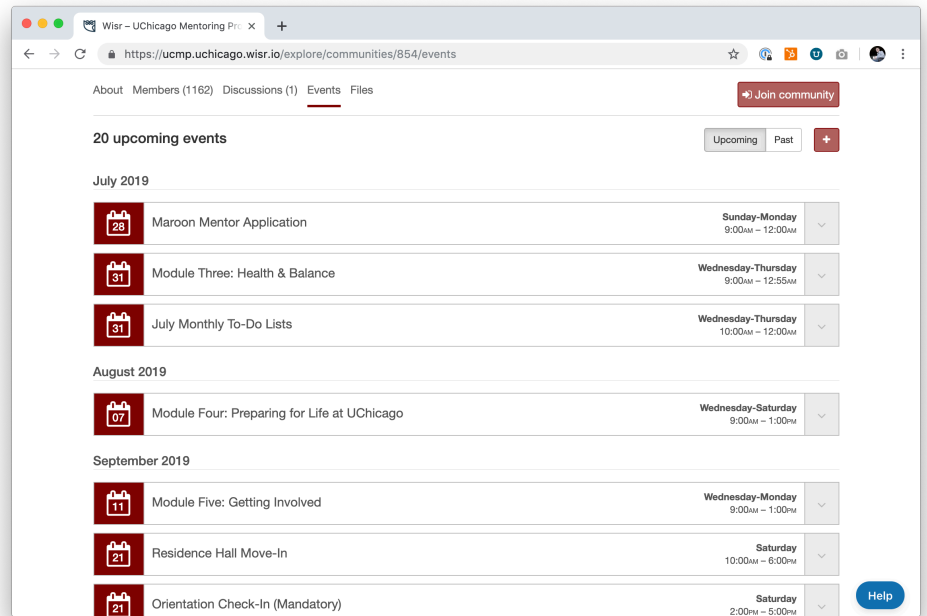 Wisr – UChicago Mentoring Pro
https://ucmp.uchicago.wisr.io/explore/communities/854/events
About Members (1162) Discussions (1) Events Files
Join community
20 upcoming events
Upcoming Past +
July 2019
28 Maroon Mentor Application Sunday-Monday
9:00AM – 12:00AM
31 Module Three: Health & Balance Wednesday-Thursday
9:00AM – 12:55AM
31 July Monthly To-Do Lists Wednesday-Thursday
10:00AM – 12:00AM
August 2019
07 Module Four: Preparing for Life at UChicago Wednesday-Saturday
9:00AM – 1:00PM
September 2019
11 Module Five: Getting Involved Wednesday-Monday
9:00AM – 1:00PM
21 Residence Hall Move-In Saturday
10:00AM – 6:00PM
21 Orientation Check-In (Mandatory) Saturday
2:00PM – 5:00PM
Help